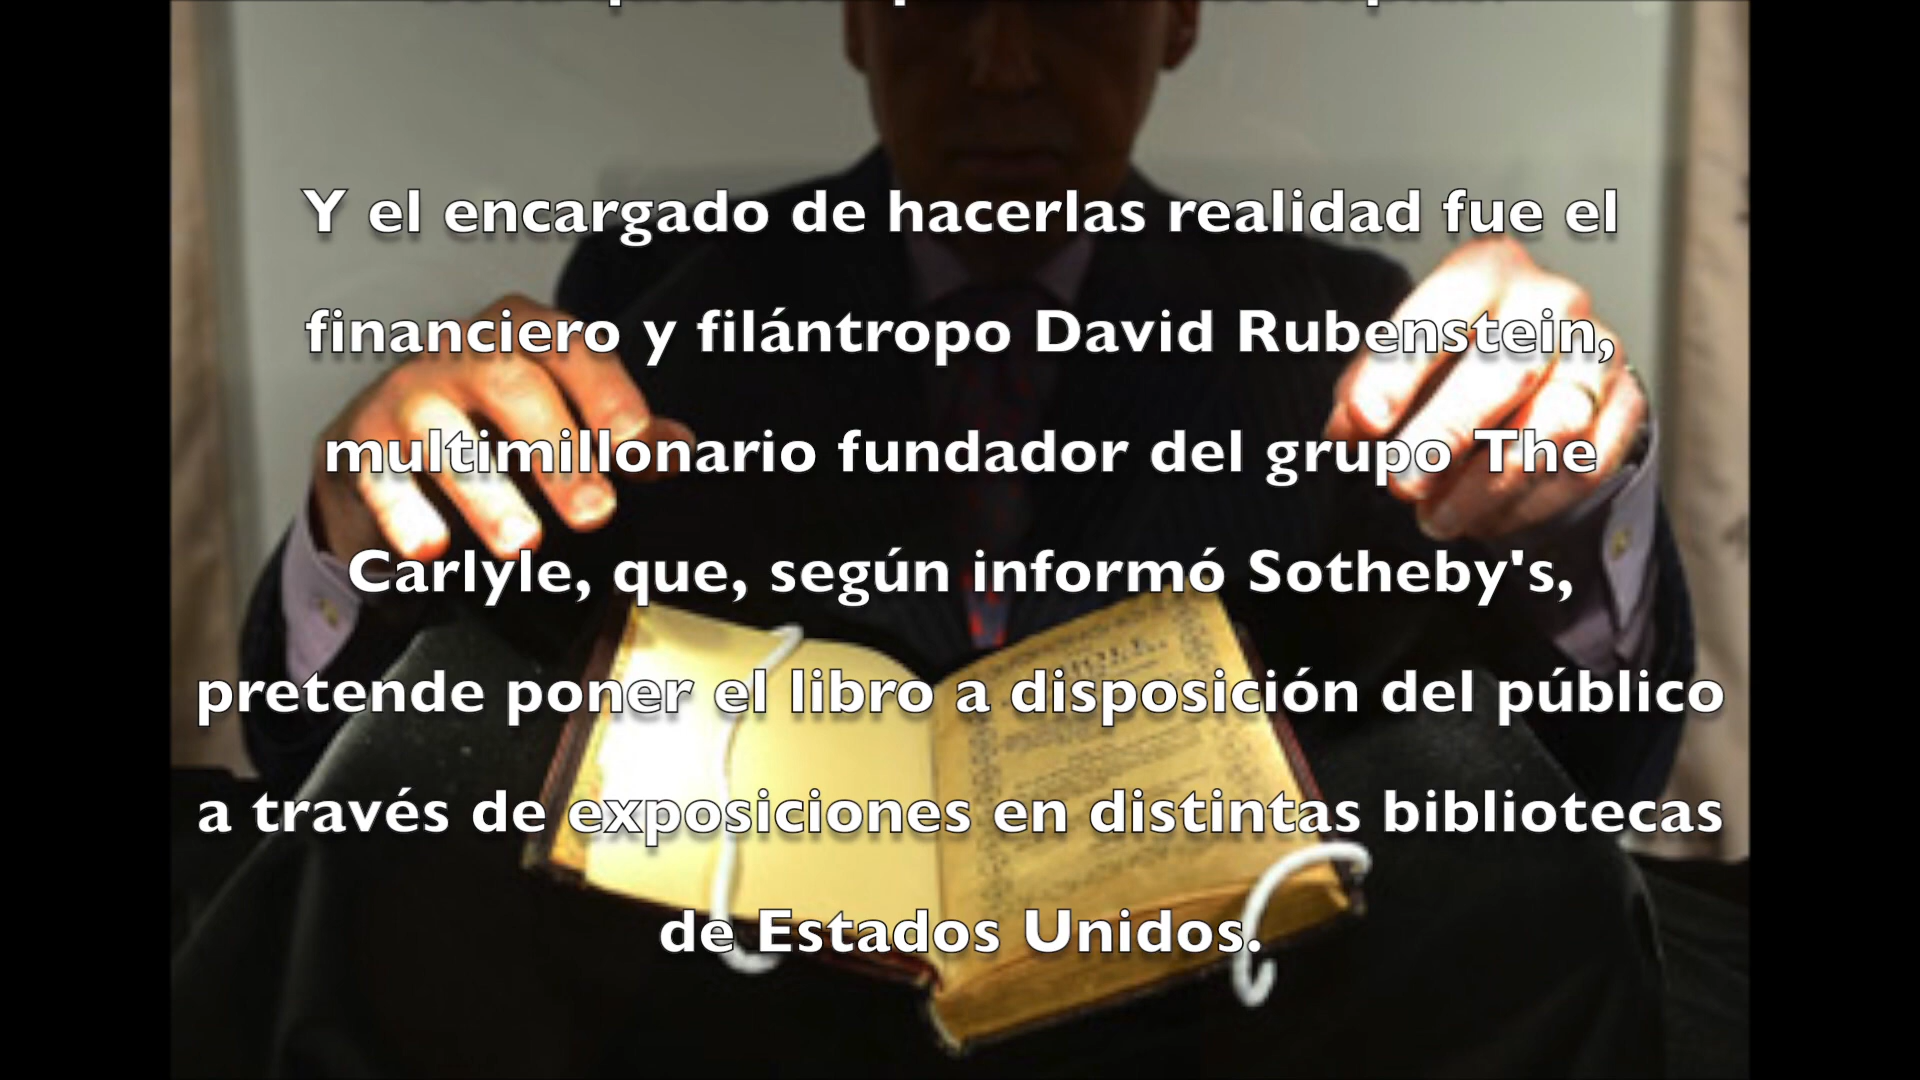 Y el encargado de hacerlas realidad fue el
financiero y filántropo David Rubenstein,
multimillonario fundador del grupo The
Carlyle, que, según informó Sotheby's,
pretende poner el libro a disposición del público
a través de exposiciones en distintas bibliotecas
de Estados Unidos.